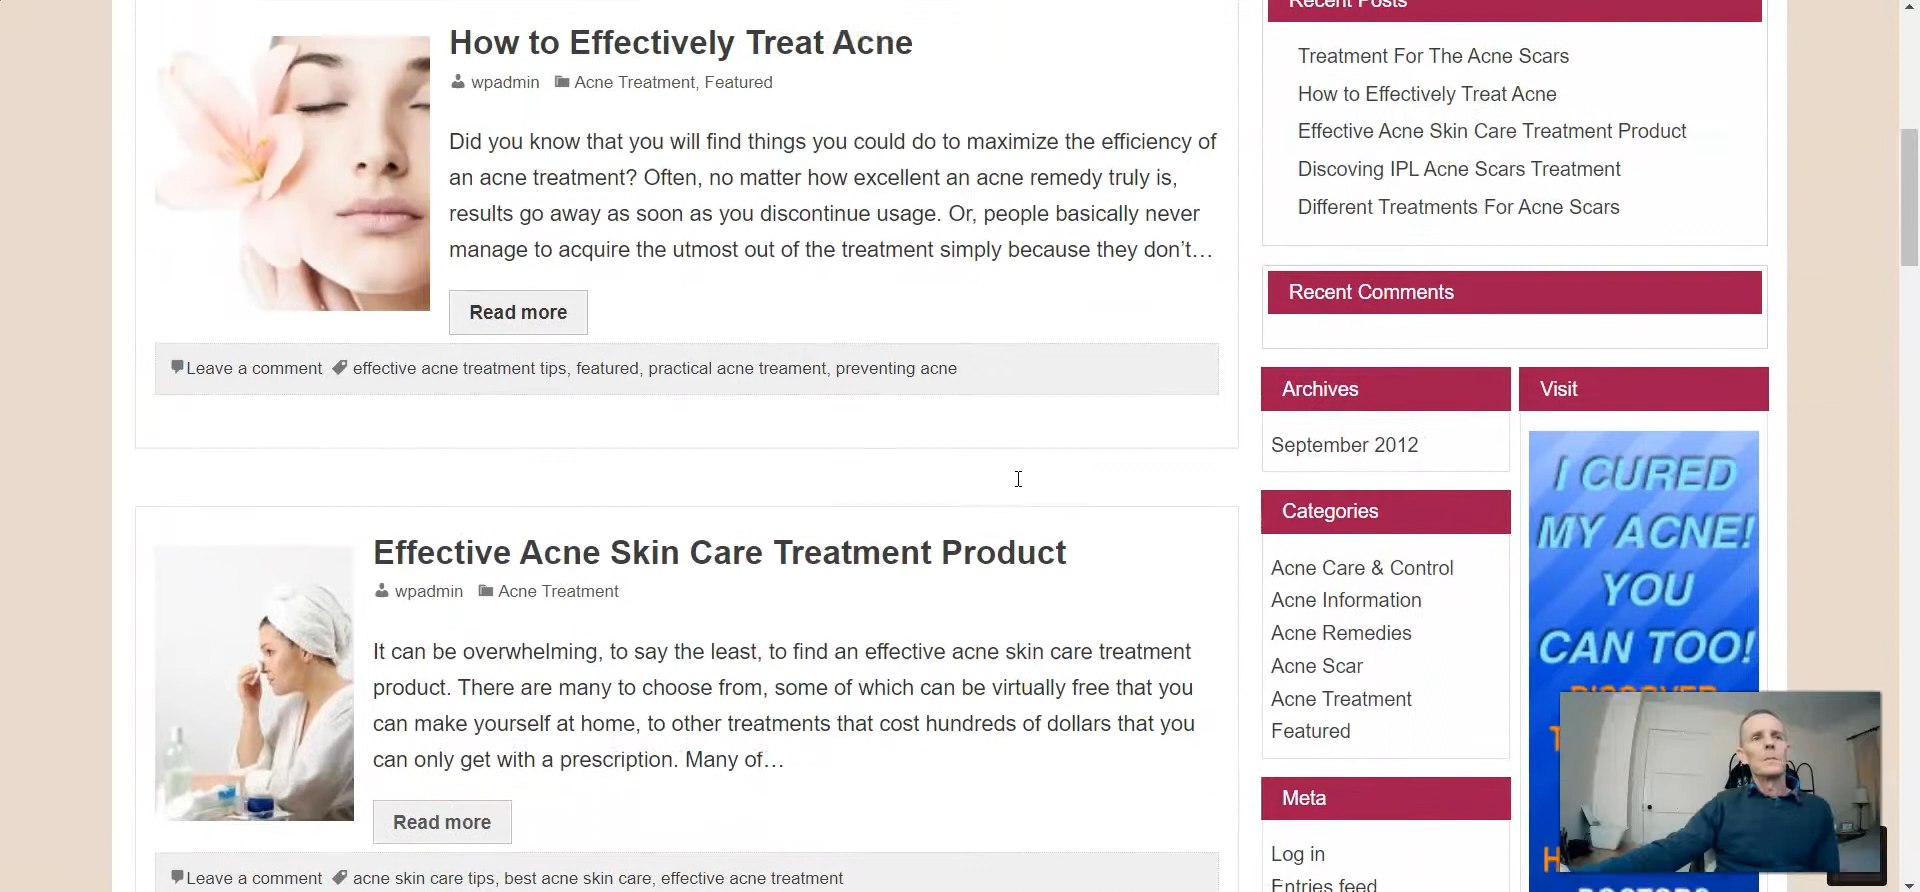 How to Effectively Treat Acne
wpadmin Acne Treatment, Featured
Did you know that you will find things you could do to maximize the efficiency of
an acne treatment? Often, no matter how excellent an acne remedy truly is,
results go away as soon as you discontinue usage. Or, people basically never
manage to acquire the utmost out of the treatment simply because they don’t…
Read more
Leave a comment effective acne treatment tips, featured, practical acne treament, preventing acne
Effective Acne Skin Care Treatment Product
wpadmin Acne Treatment
It can be overwhelming, to say the least, to find an effective acne skin care treatment
product. There are many to choose from, some of which can be virtually free that you
can make yourself at home, to other treatments that cost hundreds of dollars that you
can only get with a prescription. Many of…
Read more
Leave a comment acne skin care tips, best acne skin care, effective acne treatment
Recent Posts
Treatment For The Acne Scars
How to Effectively Treat Acne
Effective Acne Skin Care Treatment Product
Discoving IPL Acne Scars Treatment
Different Treatments For Acne Scars
Recent Comments
Archives
September 2012
Categories
Acne Care & Control
Acne Information
Acne Remedies
Acne Scar
Acne Treatment
Featured
Meta
Log in
Entries feed
Visit
I CURED
MY ACNE!
YOU
CAN TOO!
DISCOVER
DOCTORS